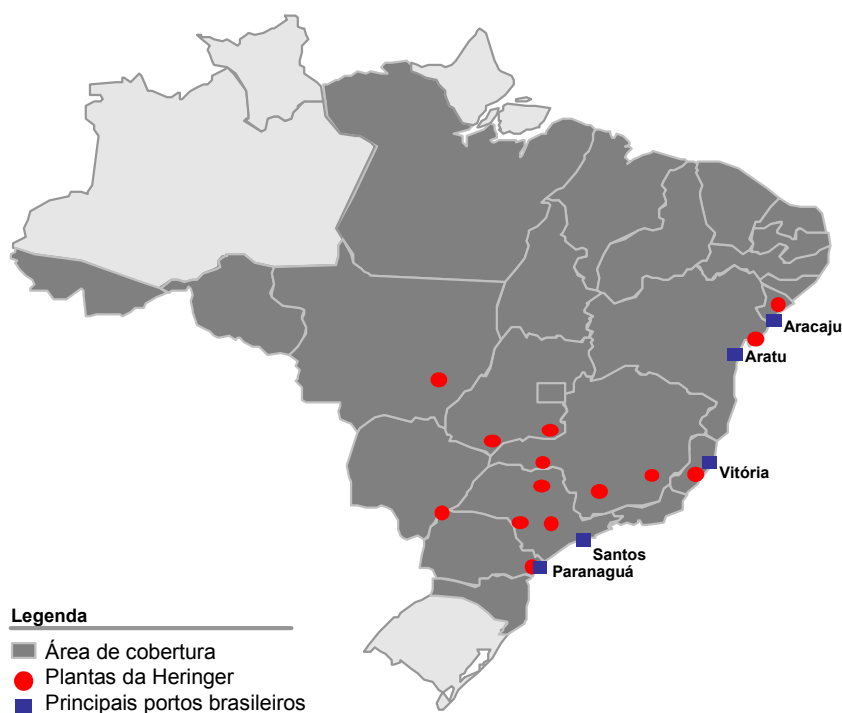 Aracaju
Aratu
Vitória
Santos
Paranaguá
Legenda
Área de cobertura
Plantas da Heringer
Principais portos brasileiros